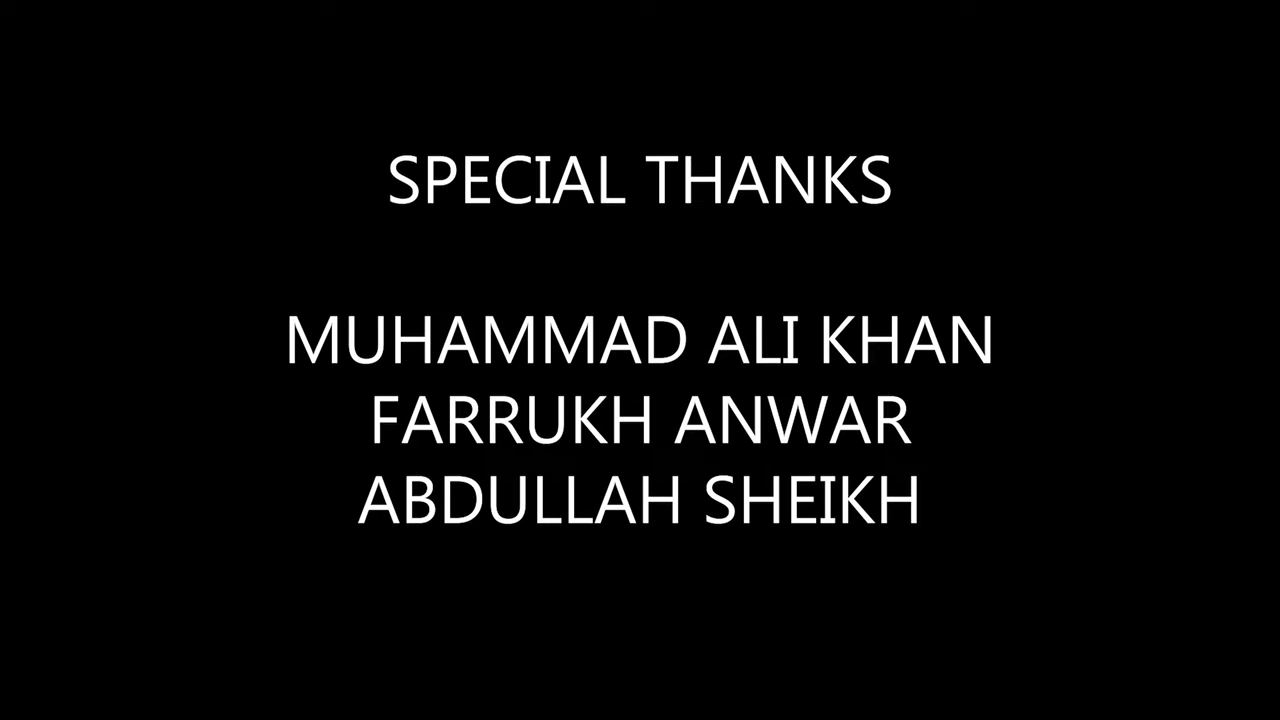 SPECIAL THANKS
MUHAMMAD ALI KHAN
FARRUKH ANWAR
ABDULLAH SHEIKH